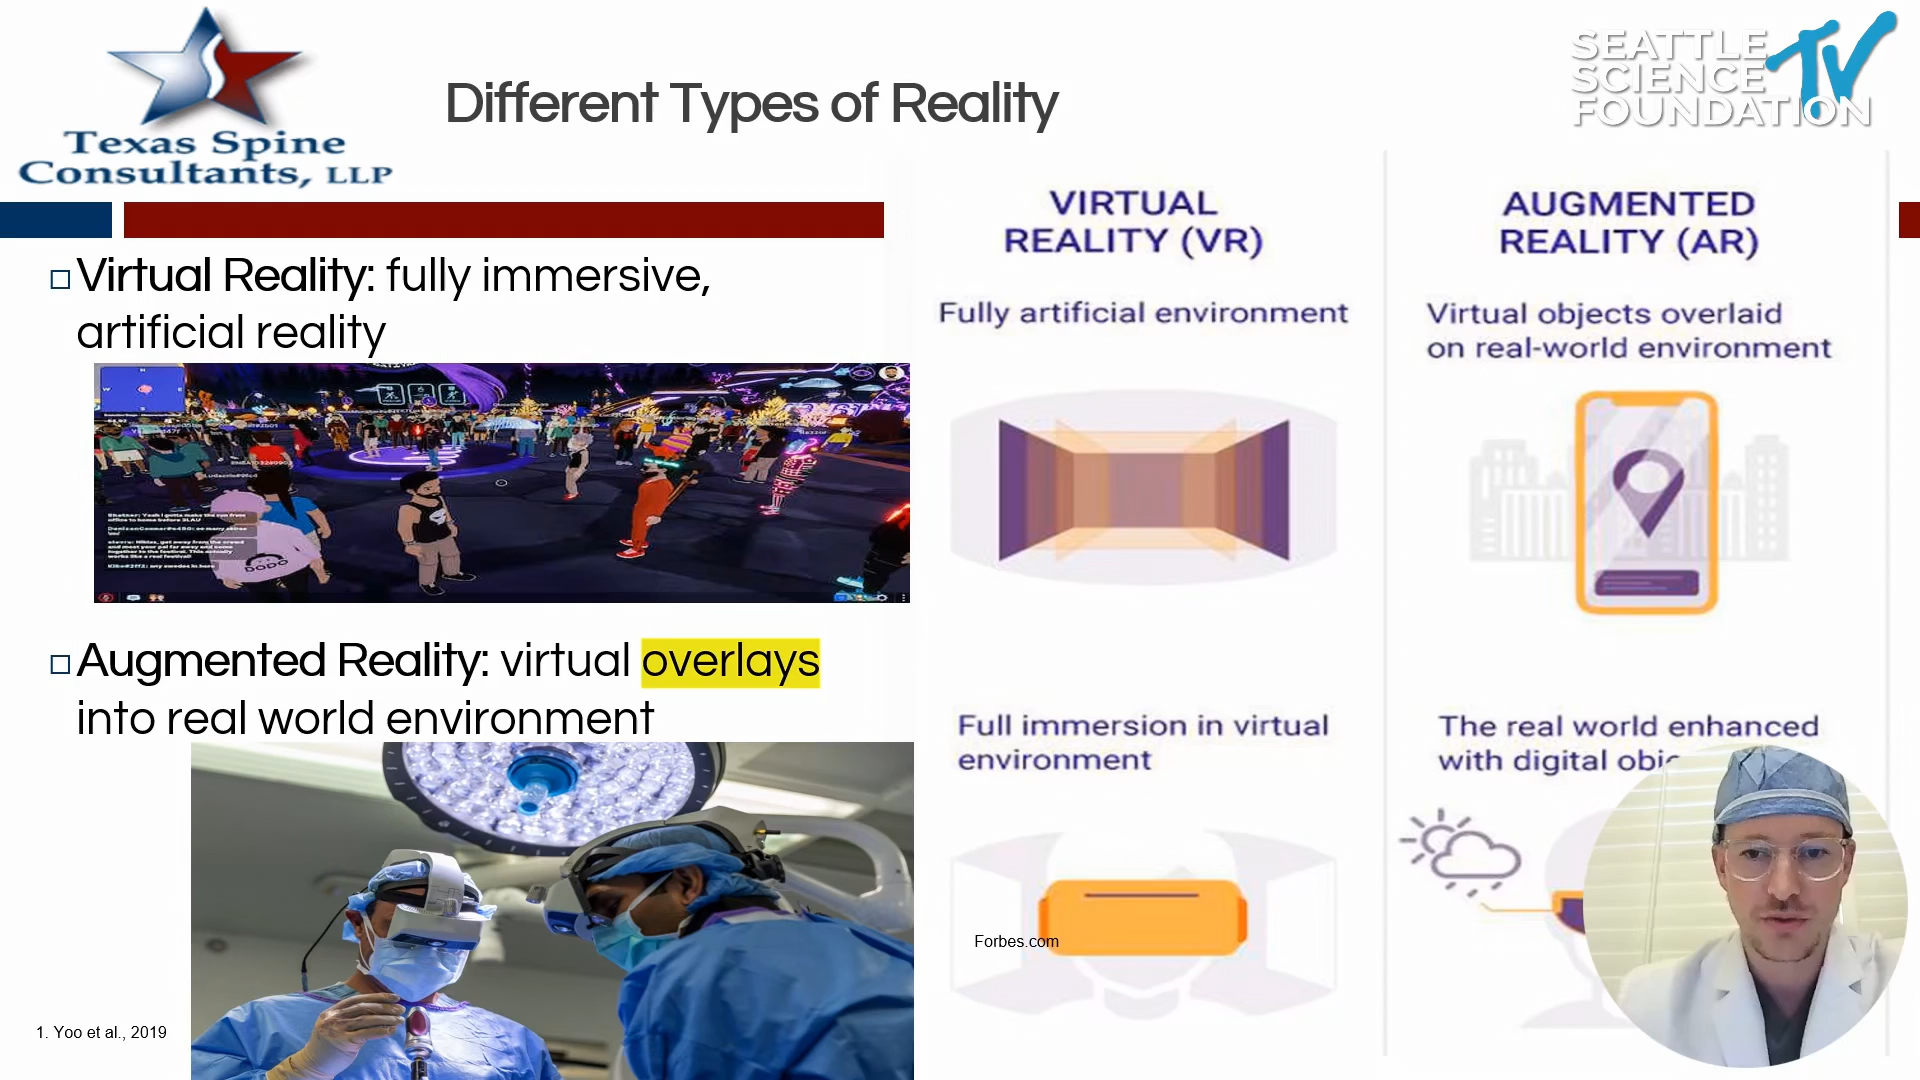 Texas Spine
Consultants, LLP
Different Types of Reality
SEATTLE
SCIENCE
FOUNDATION
TV
□Virtual Reality: fully immersive,
artificial reality
DODO
□Augmented Reality: virtual overlays
into real world environment
1. Yoo et al., 2019
VIRTUAL
REALITY (VR)
Fully artificial environment
Full immersion in virtual
environment
Forbes.com
AUGMENTED
REALITY (AR)
Virtual objects overlaid
on real-world environment
The real world enhanced
with digital